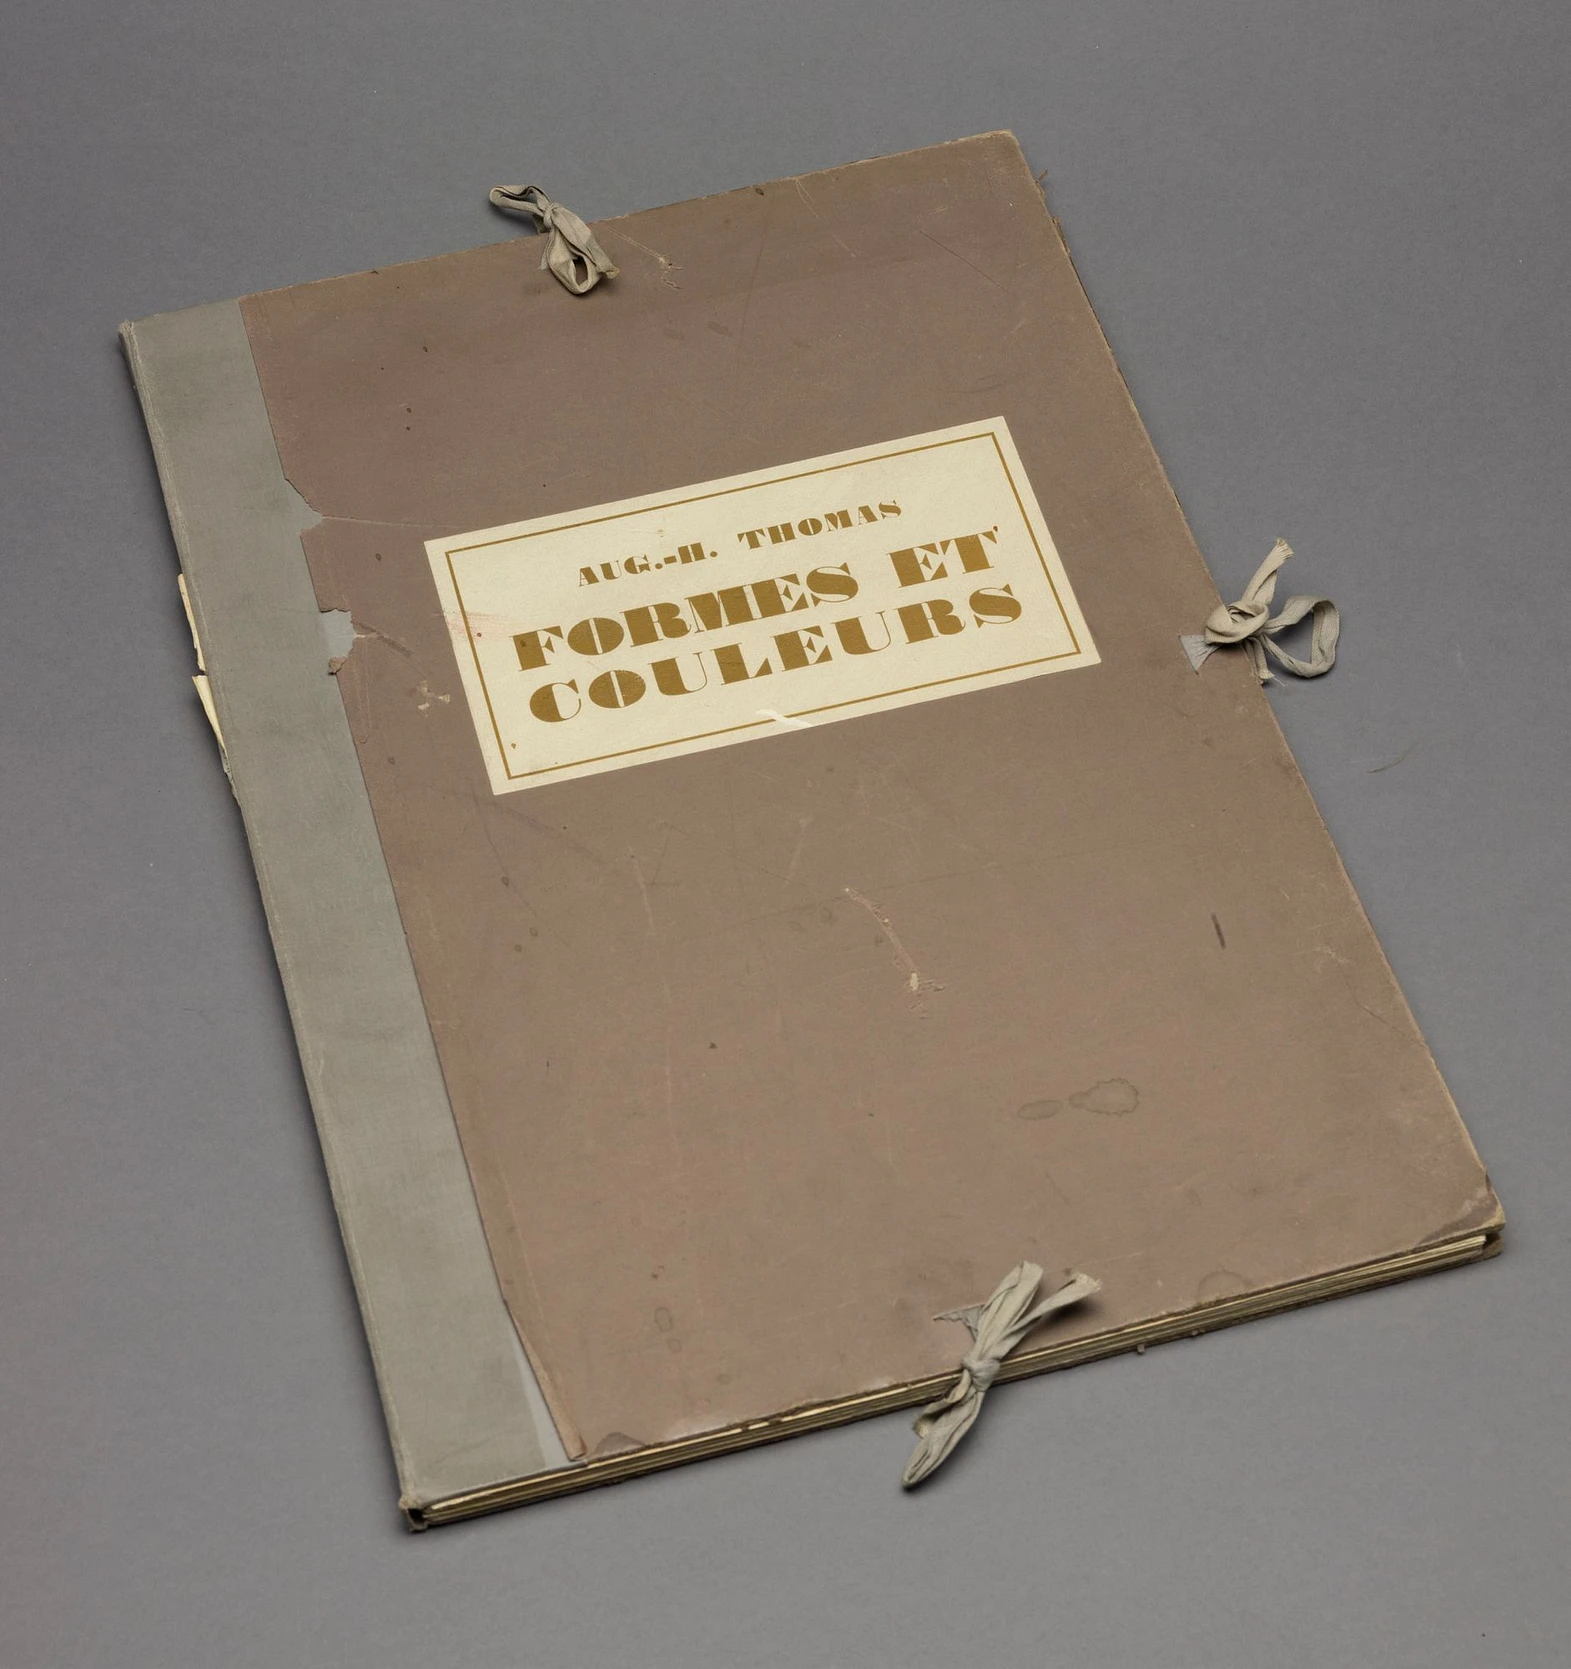 AUG.-H. THOMAS
FORMES ET
COULEURS